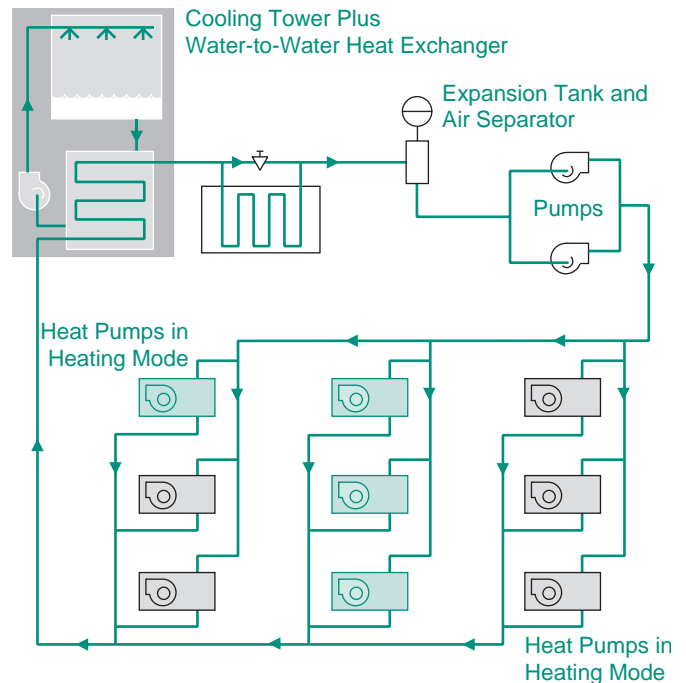 Cooling Tower Plus
Water-to-Water Heat Exchanger
Expansion Tank and
Air Separator
Pumps
Heat Pumps in
Heating Mode
Heat Pumps in
Heating Mode